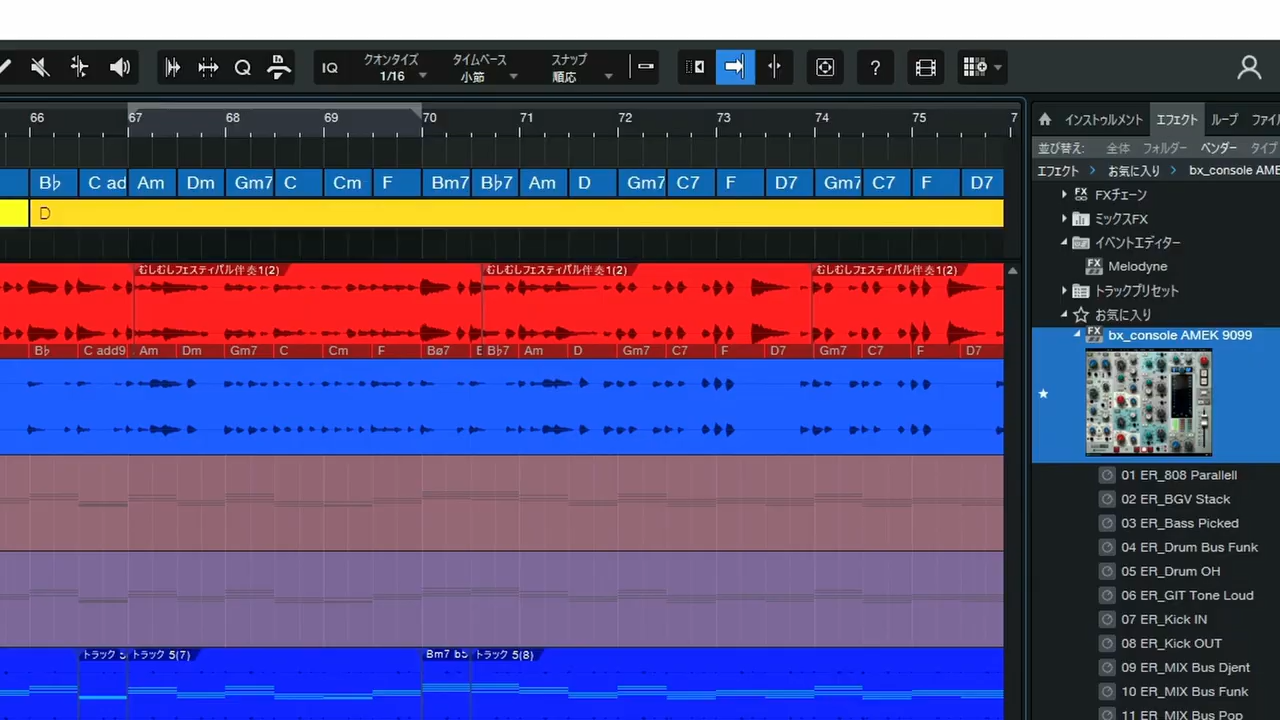 IQ クオンタイズ 1/16 タイムベース 小節 スナップ 順応 ?
66 67 68 69 70 71 72 73 74 75 7
インストゥルメント エフェクト ループ ファイ
並び替え: 全体 フォルダー ベンダー タイプ
エフェクト お気に入り bx_console AME
B♭ C ad Am Dm Gm7 C Cm F Bm7 B♭7 Am D Gm7 C7 F D7 Gm7 C7 F D7
D
むしむしフェスティバル伴奏1(2) むしむしフェスティバル伴奏1(2) むしむしフェスティバル伴奏1(2)
B♭ C add9 Am Dm Gm7 C Cm F Bø7 E B♭7 Am D Gm7 C7 F D7 Gm7 C7 F D7
トラック 5 トラック 5(7) Bm7 b5 トラック 5(8)
FX FXチェーン
ミックスFX
イベントエディター
FX Melodyne
トラックプリセット
お気に入り
FX bx_console AMEK 9099
01 ER_808 Parallell
02 ER_BGV Stack
03 ER_Bass Picked
04 ER_Drum Bus Funk
05 ER_Drum OH
06 ER_GIT Tone Loud
07 ER_Kick IN
08 ER_Kick OUT
09 ER_MIX Bus Djent
10 ER_MIX Bus Funk
11 ER_MIX Bus Pop